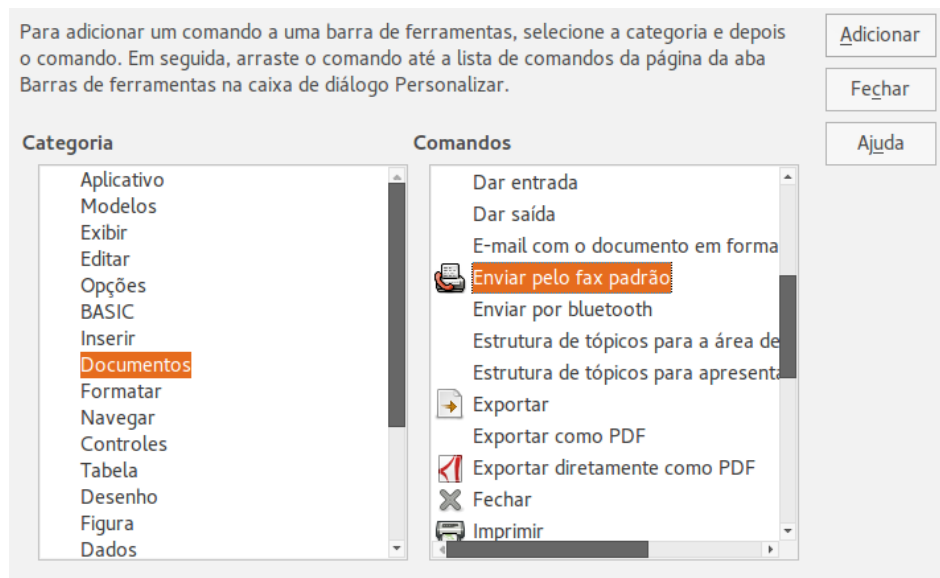 Para adicionar um comando a uma barra de ferramentas, selecione a categoria e depois
o comando. Em seguida, arraste o comando até a lista de comandos da página da aba
Barras de ferramentas na caixa de diálogo Personalizar.
Adicionar
Fechar
Ajuda
Categoria
Aplicativo
Modelos
Exibir
Editar
Opções
BASIC
Inserir
Documentos
Formatar
Navegar
Controles
Tabela
Desenho
Figura
Dados
Comandos
Dar entrada
Dar saída
E-mail com o documento em forma
Enviar pelo fax padrão
Enviar por bluetooth
Estrutura de tópicos para a área de
Estrutura de tópicos para apresenta
Exportar
Exportar como PDF
Exportar diretamente como PDF
Fechar
Imprimir